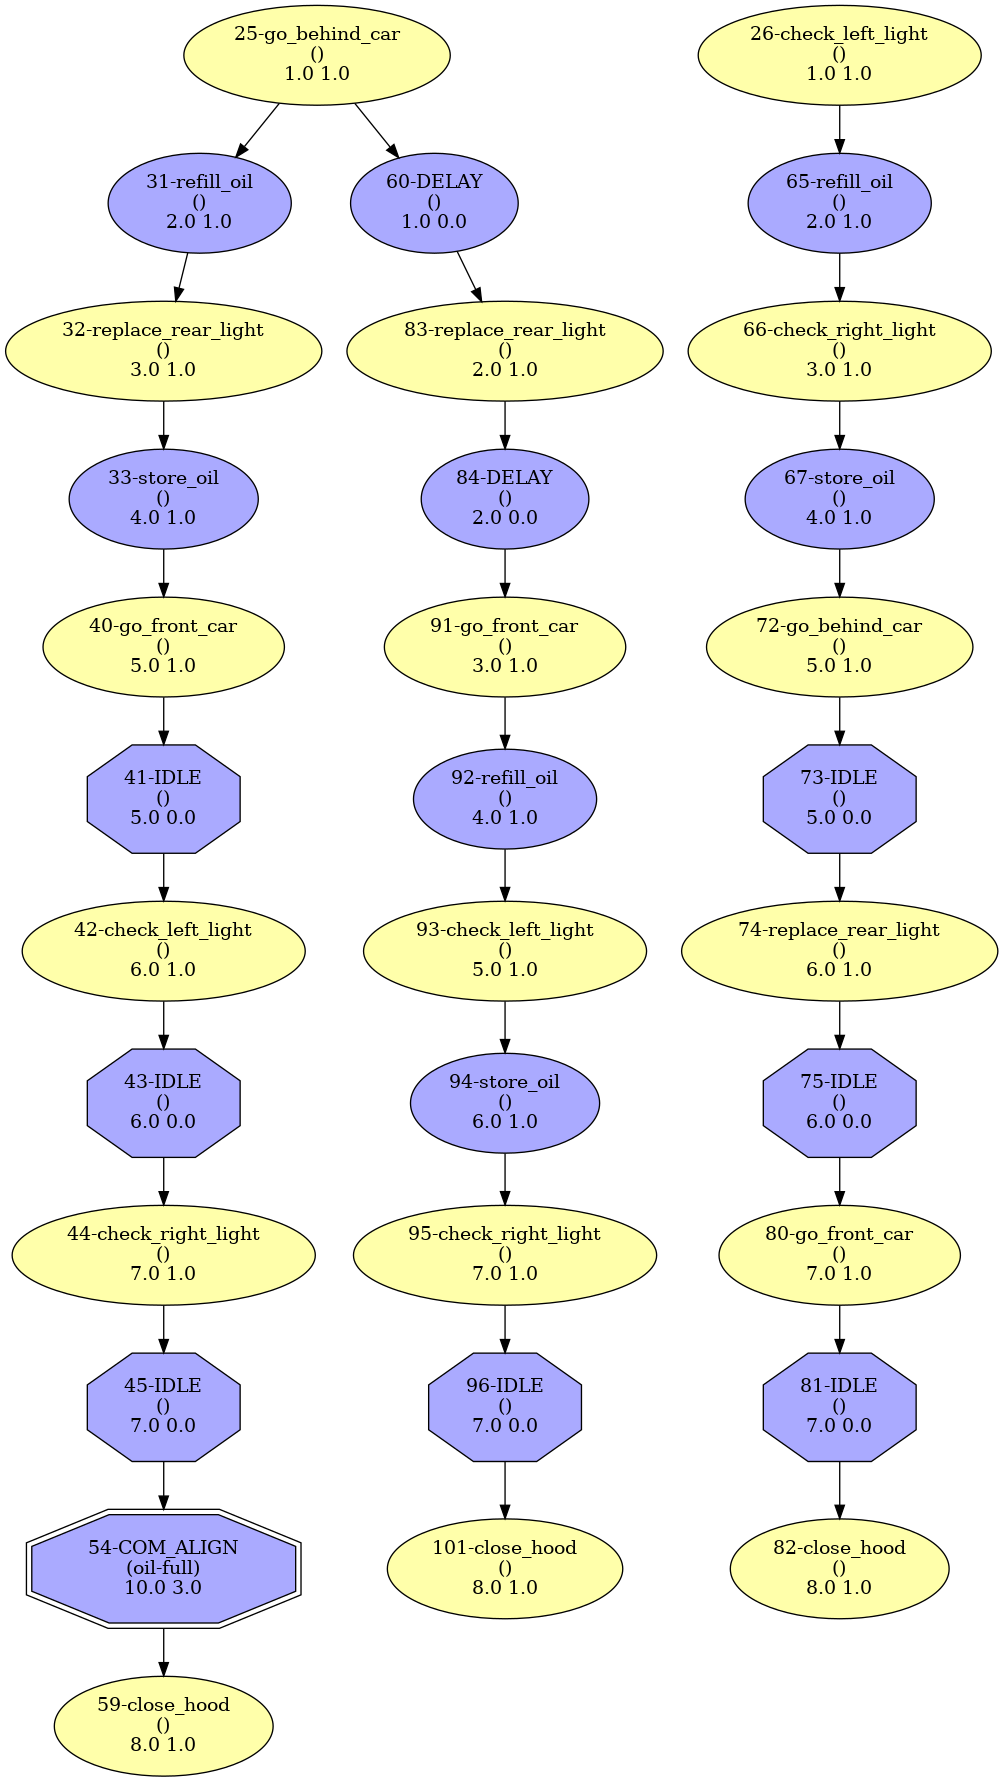 25-go_behind_car
()
1.0 1.0
26-check_left_light
()
1.0 1.0
31-refill_oil
()
2.0 1.0
60-DELAY
()
1.0 0.0
65-refill_oil
()
2.0 1.0
32-replace_rear_light
()
3.0 1.0
83-replace_rear_light
()
2.0 1.0
66-check_right_light
()
3.0 1.0
33-store_oil
()
4.0 1.0
84-DELAY
()
2.0 0.0
67-store_oil
()
4.0 1.0
40-go_front_car
()
5.0 1.0
91-go_front_car
()
3.0 1.0
72-go_behind_car
()
5.0 1.0
41-IDLE
()
5.0 0.0
92-refill_oil
()
4.0 1.0
73-IDLE
()
5.0 0.0
42-check_left_light
()
6.0 1.0
93-check_left_light
()
5.0 1.0
74-replace_rear_light
()
6.0 1.0
43-IDLE
()
6.0 0.0
94-store_oil
()
6.0 1.0
75-IDLE
()
6.0 0.0
44-check_right_light
()
7.0 1.0
95-check_right_light
()
7.0 1.0
80-go_front_car
()
7.0 1.0
45-IDLE
()
7.0 0.0
96-IDLE
()
7.0 0.0
81-IDLE
()
7.0 0.0
54-COM_ALIGN
(oil-full)
10.0 3.0
101-close_hood
()
8.0 1.0
82-close_hood
()
8.0 1.0
59-close_hood
()
8.0 1.0